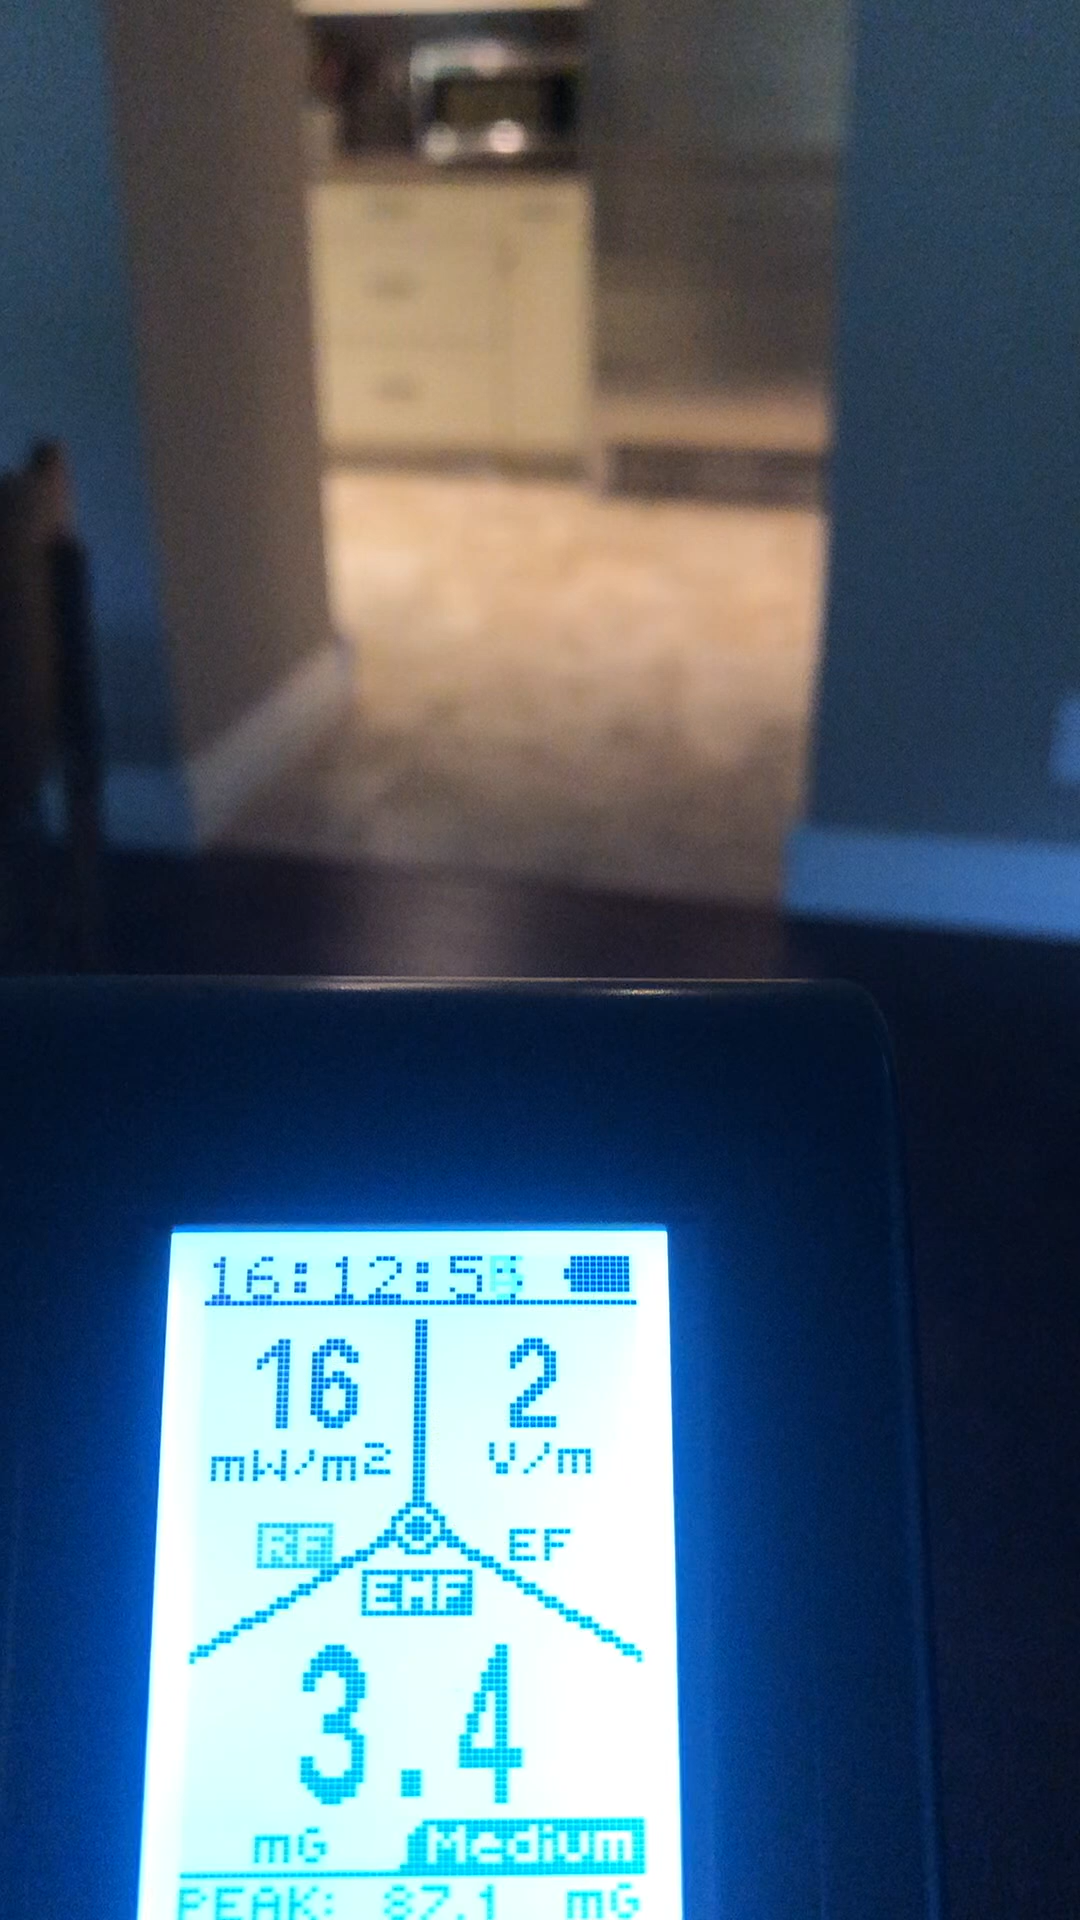 16:12:5
16 2
mW/m2 V/m
RF EF
EMF
3.4
mG Medium
PEAK: 87.1 mG